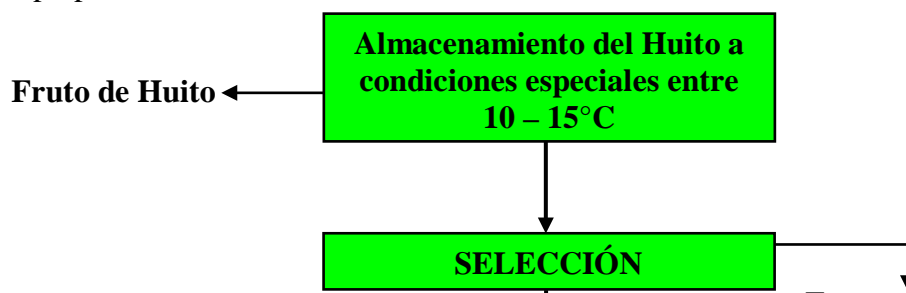 Almacenamiento del Huito a
condiciones especiales entre
10 – 15°C
Fruto de Huito
SELECCIÓN